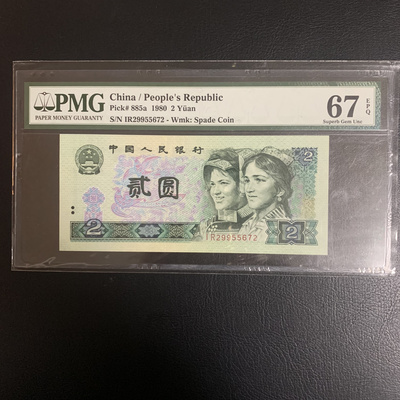 PMG
PAPER MONEY GUARANTY
China / People's Republic
Pick# 885a 1980 2 Yüan
S/N IR29955672 - Wmk: Spade Coin
67 EPQ
Superb Gem Unc
中国人民银行
2
贰圆
IR29955672
2
2